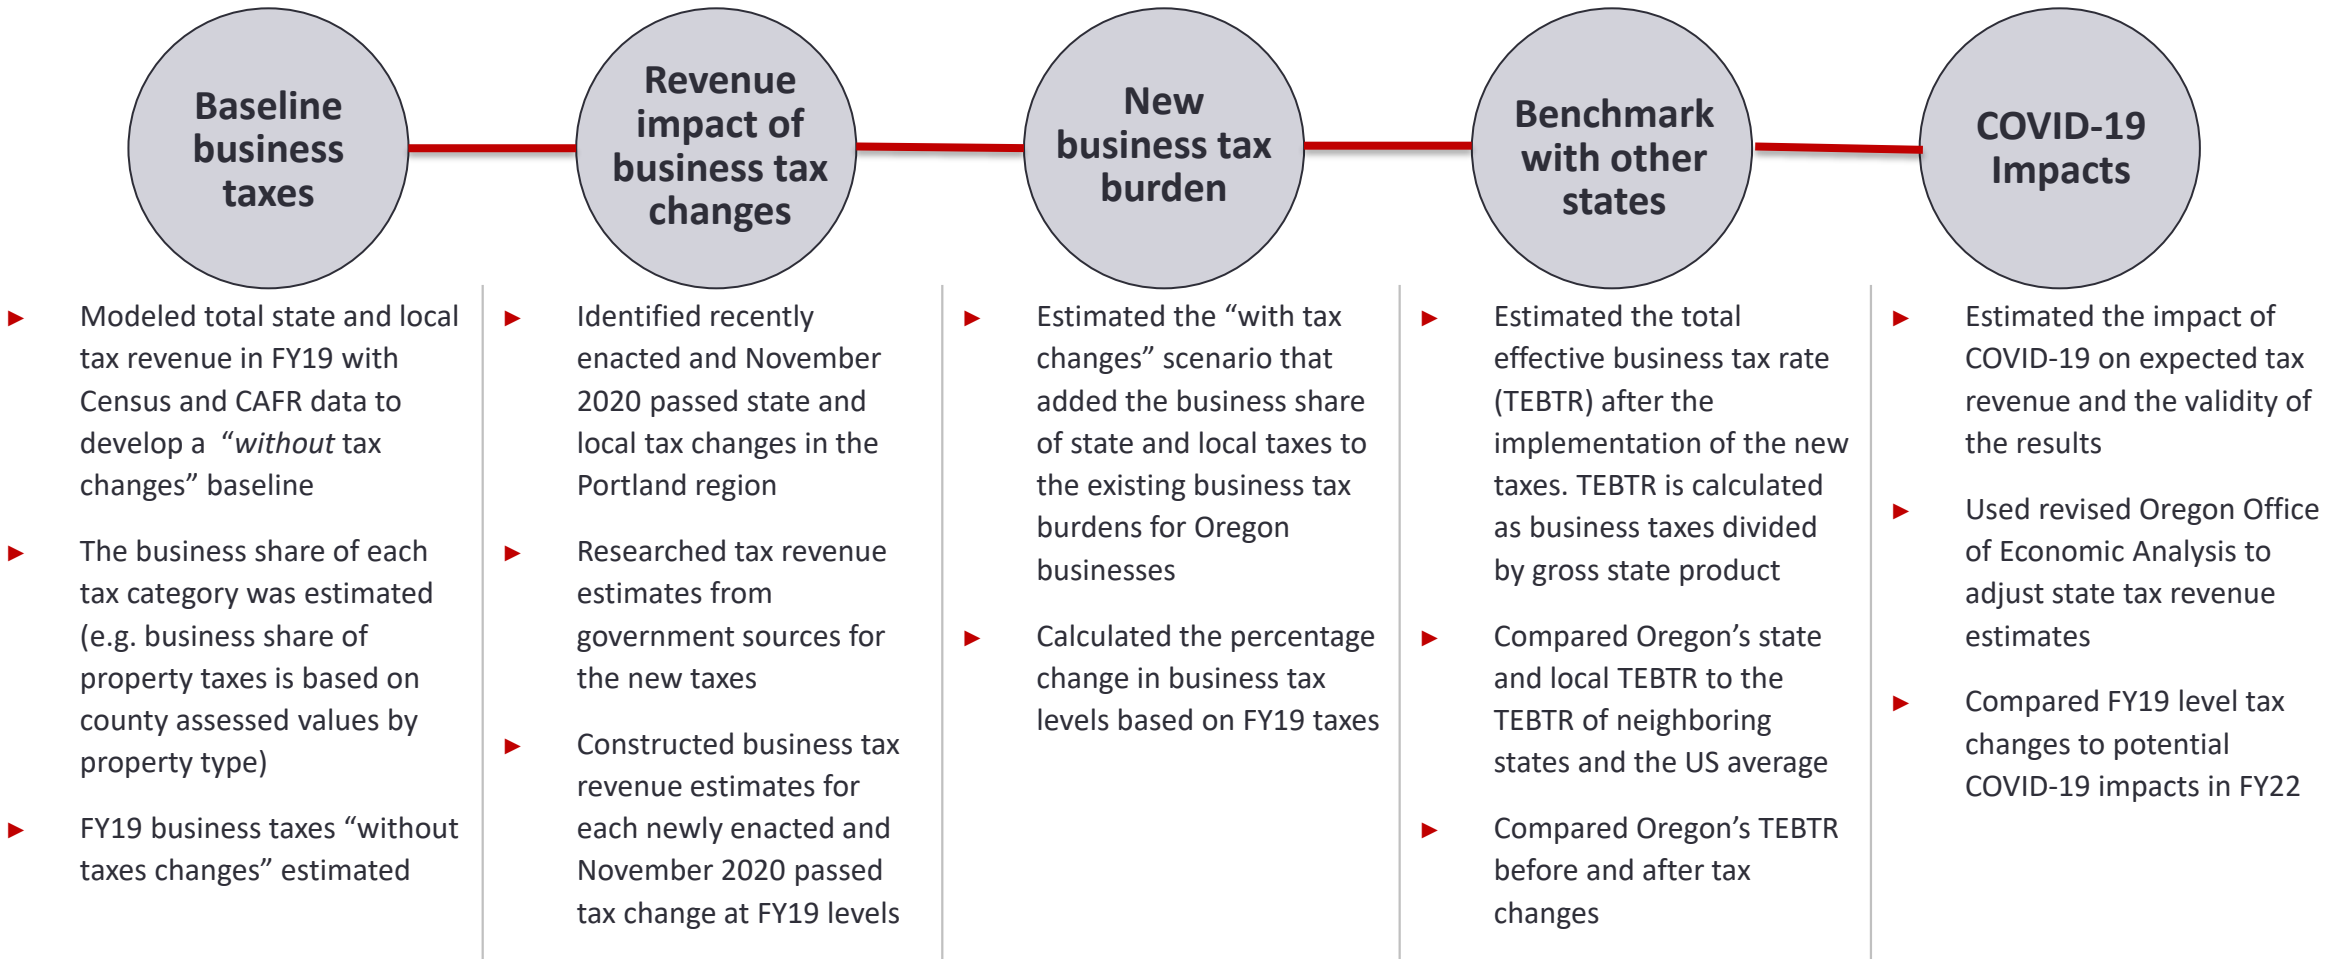 Baseline
business
taxes
Revenue
impact of
business tax
changes
New
business tax
burden
Benchmark
with other
states
COVID-19
Impacts
► Modeled total state and local
tax revenue in FY19 with
Census and CAFR data to
develop a “without tax
changes” baseline
► The business share of each
tax category was estimated
(e.g. business share of
property taxes is based on
county assessed values by
property type)
► FY19 business taxes “without
taxes changes” estimated
► Identified recently
enacted and November
2020 passed state and
local tax changes in the
Portland region
► Researched tax revenue
estimates from
government sources for
the new taxes
► Constructed business tax
revenue estimates for
each newly enacted and
November 2020 passed
tax change at FY19 levels
► Estimated the “with tax
changes” scenario that
added the business share
of state and local taxes to
the existing business tax
burdens for Oregon
businesses
► Calculated the percentage
change in business tax
levels based on FY19 taxes
► Estimated the total
effective business tax rate
(TEBTR) after the
implementation of the new
taxes. TEBTR is calculated
as business taxes divided
by gross state product
► Compared Oregon’s state
and local TEBTR to the
TEBTR of neighboring
states and the US average
► Compared Oregon’s TEBTR
before and after tax
changes
► Estimated the impact of
COVID-19 on expected tax
revenue and the validity of
the results
► Used revised Oregon Office
of Economic Analysis to
adjust state tax revenue
estimates
► Compared FY19 level tax
changes to potential
COVID-19 impacts in FY22